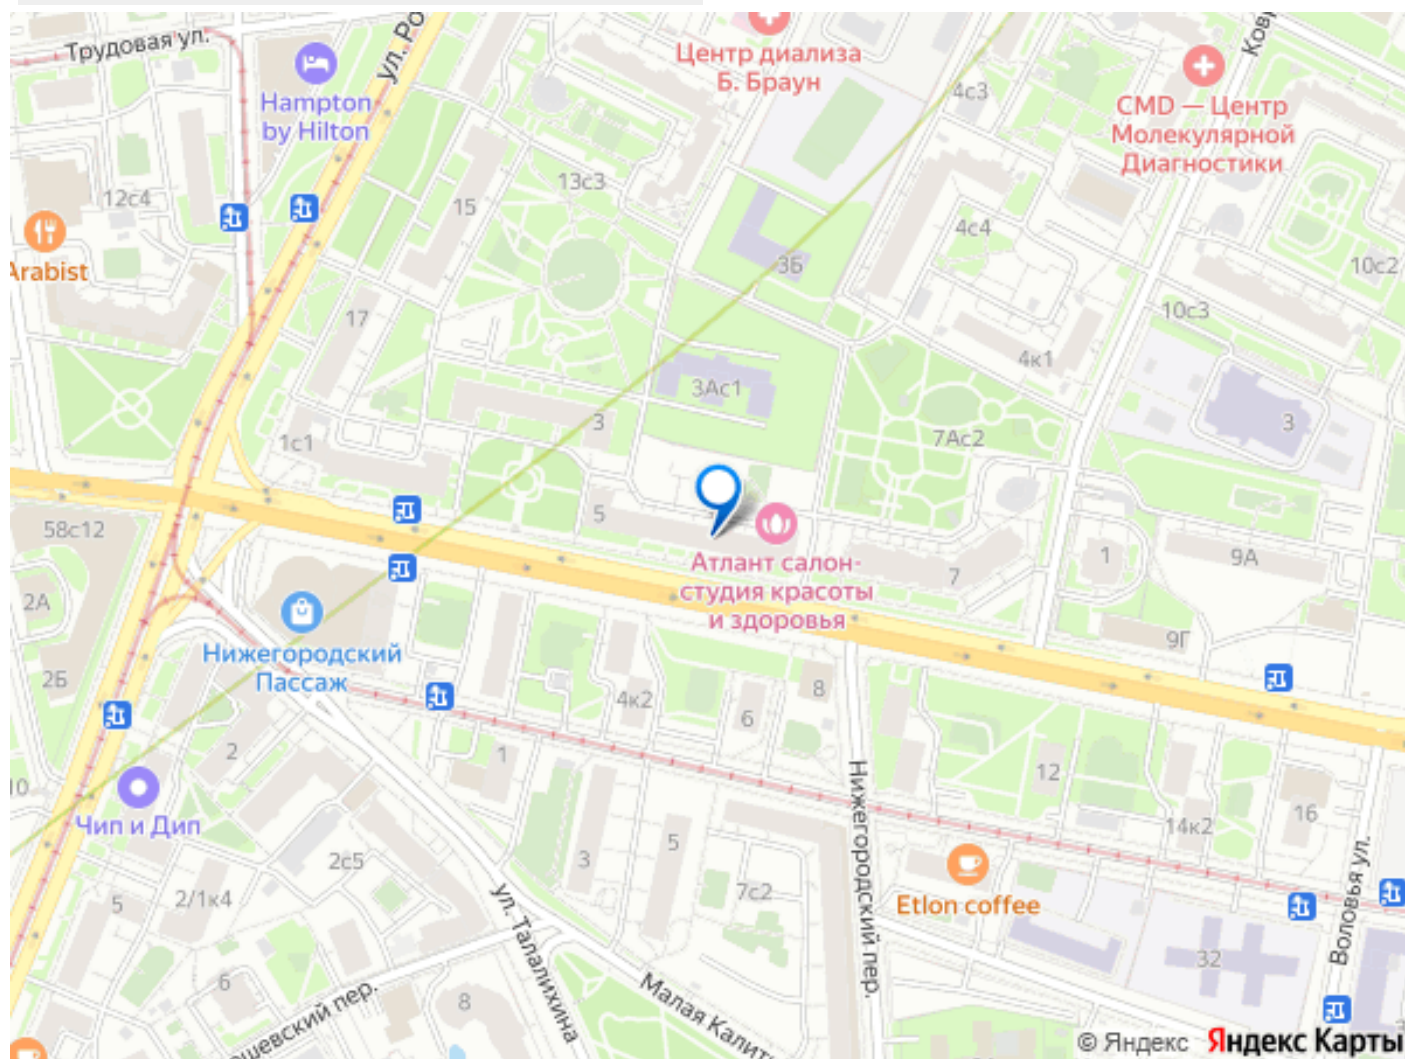 Трудовая ул.
ул. Ро
Hampton
by Hilton
Центр диализа
Б. Браун
4с3
Ковр
CMD — Центр
Молекулярной
Диагностики
12с4
15
13с3
4с4
3Б
10с2
Arabist
17
10с3
4к1
3Ас1
3
3
1с1
7Ас2
5
58с12
Атлант салон-
студия красоты
и здоровья
7
1
9А
2А
9Г
Нижегородский
Пассаж
2Б
4к2
8
6
2
1
12
10
Чип и Дип
14к2
16
2с5
3
5
7с2
Нижегородский пер.
Etlon coffee
Воловья ул.
5
2/1к4
ул. Талалихина
32
6
8
ошевский пер.
Малая Калит
© Яндекс Яндекс Карты